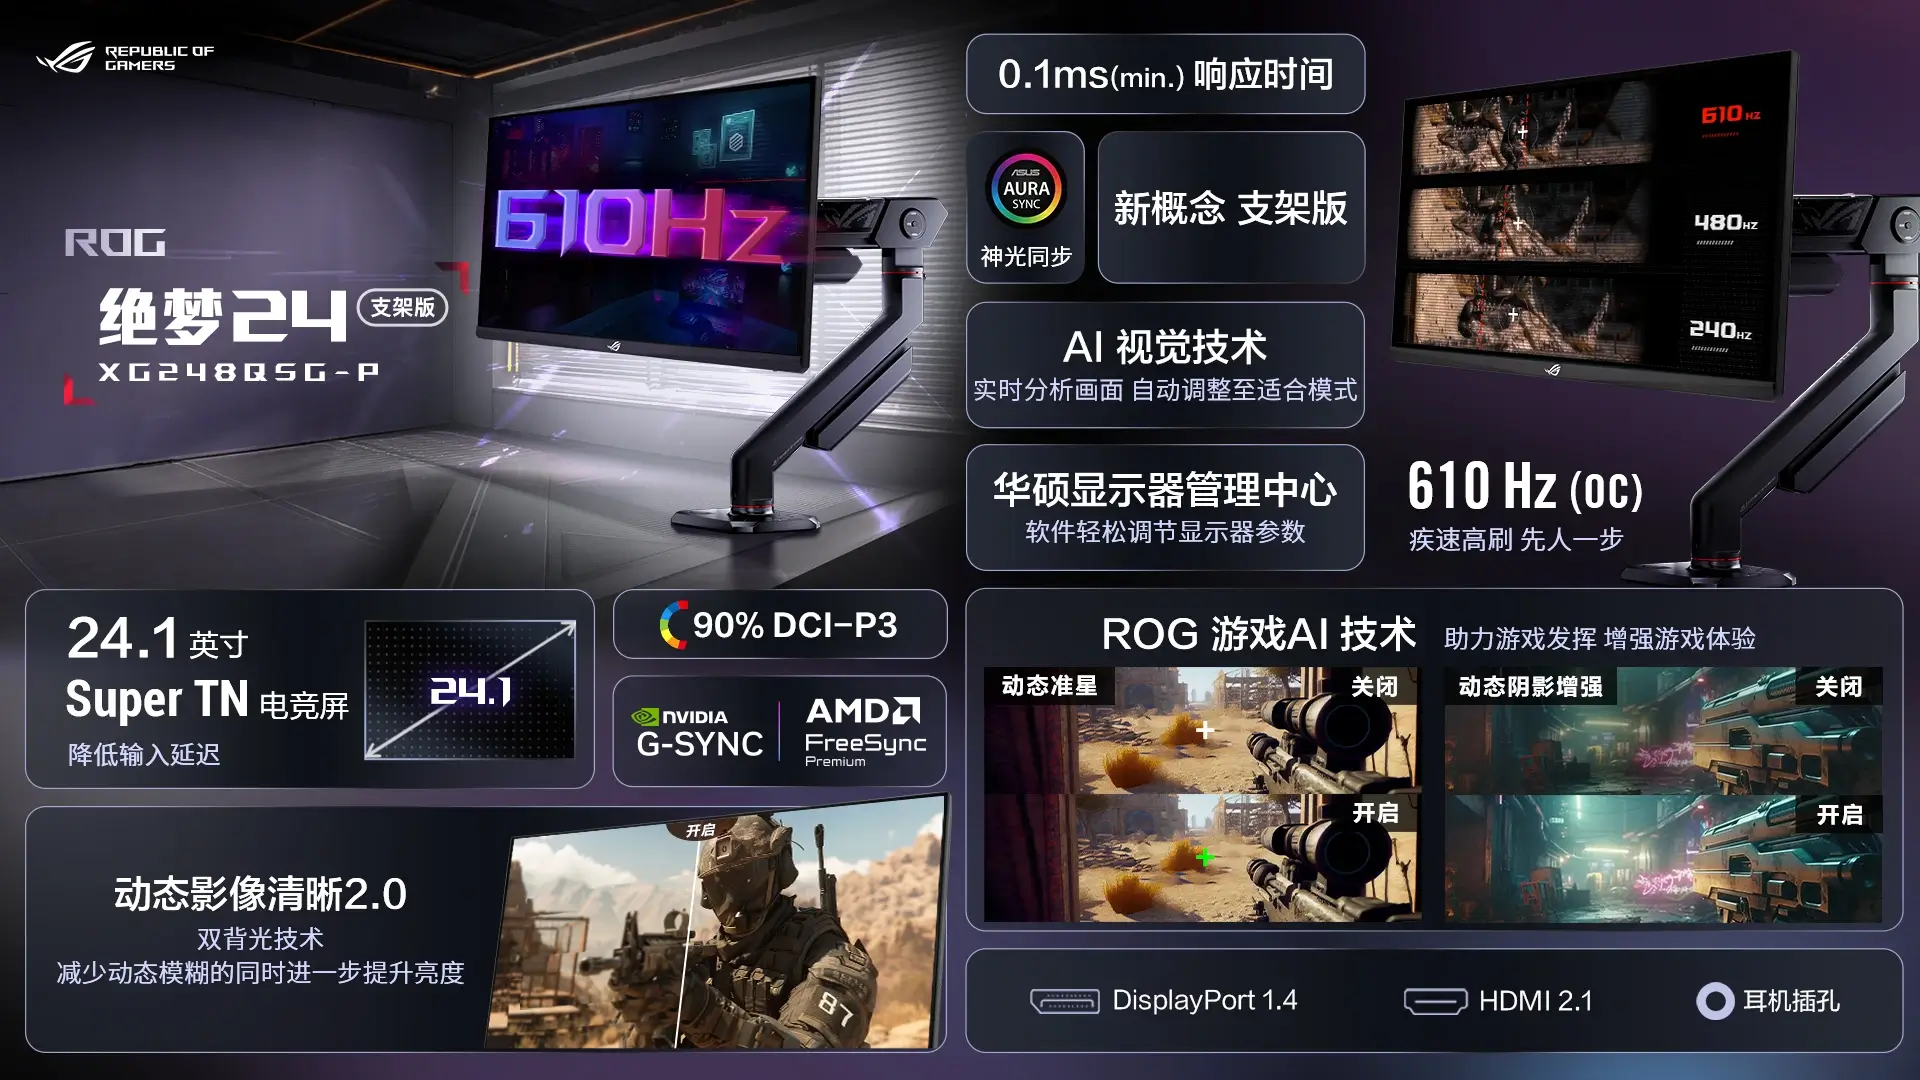 REPUBLIC OF
GAMERS
ROG
绝梦24 支架版
XG248QSG-P
610Hz
0.1ms(min.) 响应时间
ASUS
AURA
SYNC
神光同步
新概念 支架版
AI 视觉技术
实时分析画面 自动调整至适合模式
华硕显示器管理中心
软件轻松调节显示器参数
610 HZ
480 HZ
240 HZ
610 Hz (OC)
疾速高刷 先人一步
24.1 英寸
Super TN 电竞屏
降低输入延迟
24.1
90% DCI-P3
NVIDIA
G-SYNC
AMD
FreeSync
Premium
动态影像清晰2.0
双背光技术
减少动态模糊的同时进一步提升亮度
开启
87
ROG 游戏AI 技术 助力游戏发挥 增强游戏体验
动态准星 关闭
开启
动态阴影增强 关闭
开启
DisplayPort 1.4
HDMI 2.1
耳机插孔